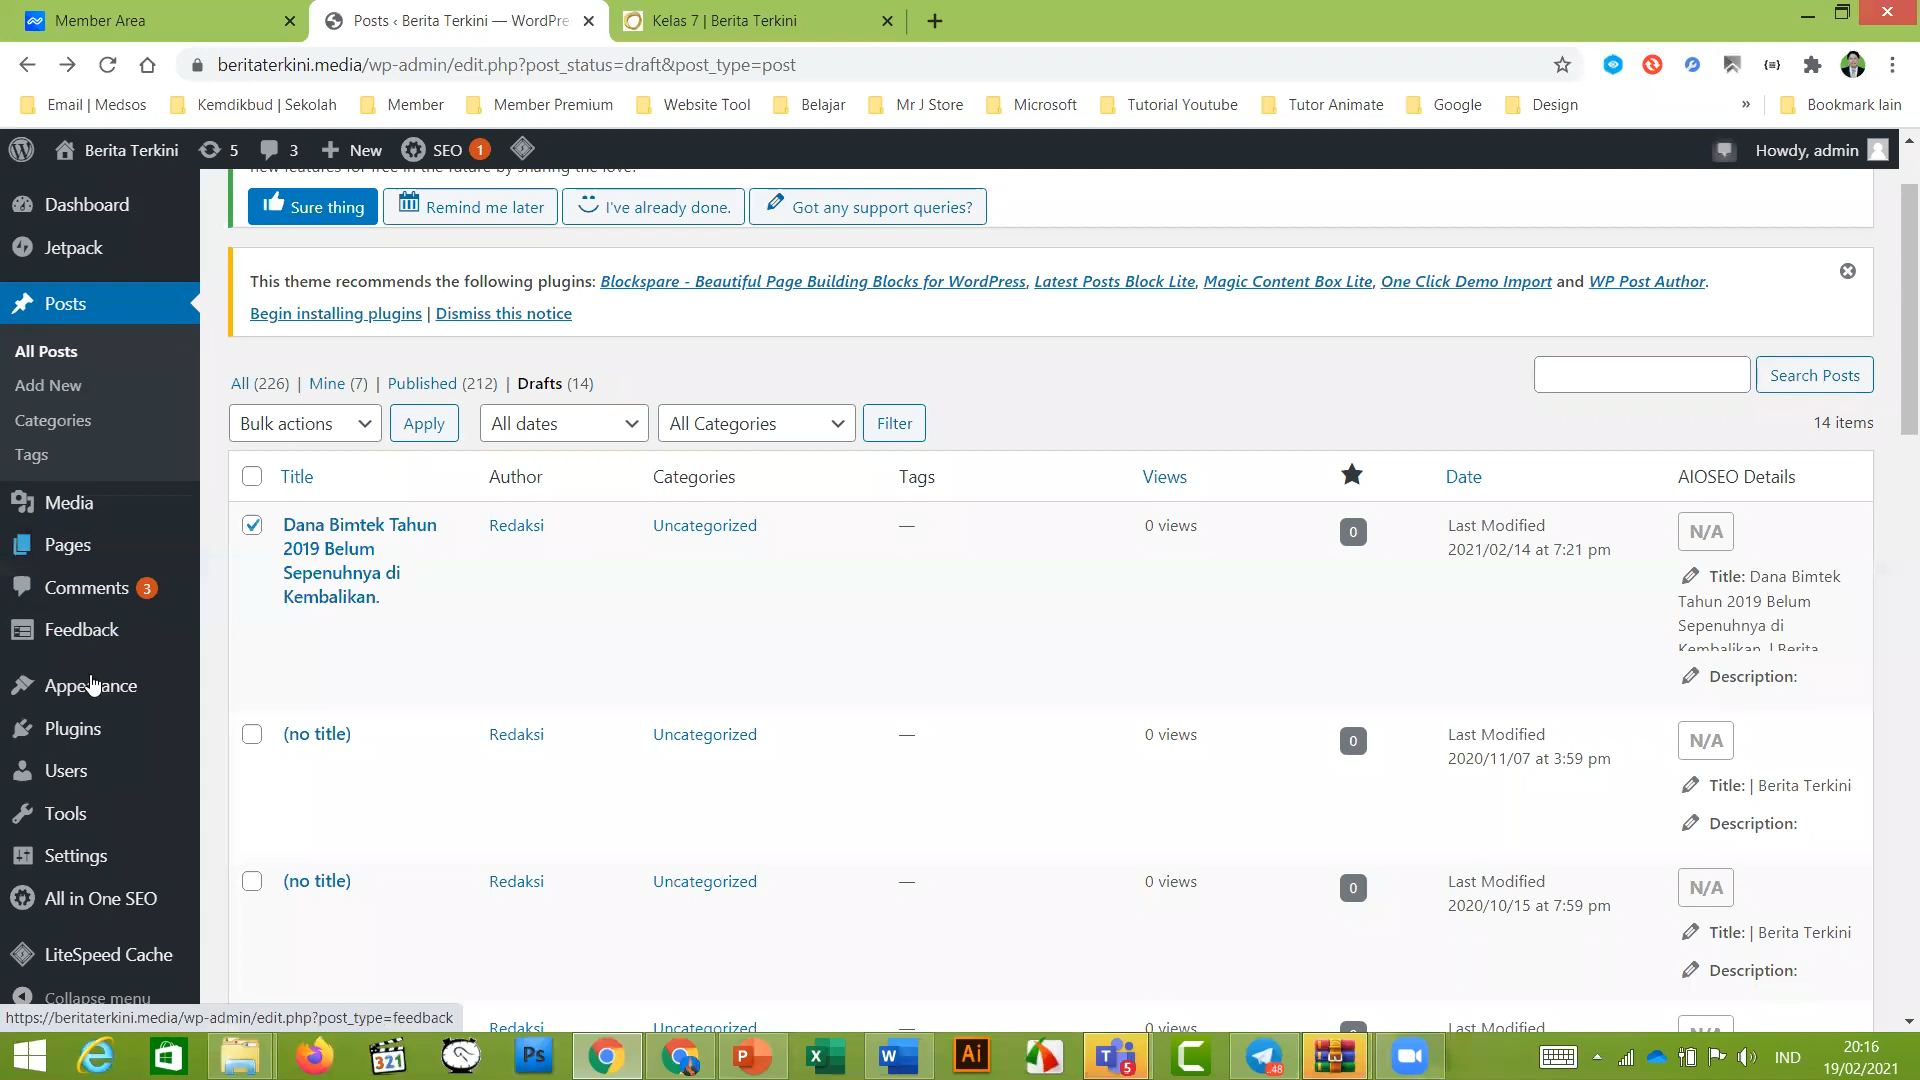 Member Area
Posts ‹ Berita Terkini — WordPre
Kelas 7 | Berita Terkini
beritaterkini.media/wp-admin/edit.php?post_status=draft&post_type=post
Email | Medsos
Kemdikbud | Sekolah
Member
Member Premium
Website Tool
Belajar
Mr J Store
Microsoft
Tutorial Youtube
Tutor Animate
Google
Design
»
Bookmark lain
Berita Terkini
5
3
New
SEO 1
Howdy, admin
new features for free in the future by sharing the love.
Sure thing
Remind me later
I've already done.
Got any support queries?
This theme recommends the following plugins: Blockspare - Beautiful Page Building Blocks for WordPress, Latest Posts Block Lite, Magic Content Box Lite, One Click Demo Import and WP Post Author.
Begin installing plugins | Dismiss this notice
Dashboard
Jetpack
Posts
All Posts
Add New
Categories
Tags
Media
Pages
Comments 3
Feedback
Appearance
Plugins
Users
Tools
Settings
All in One SEO
LiteSpeed Cache
Collapse menu
All (226) | Mine (7) | Published (212) | Drafts (14)
Search Posts
Bulk actions
Apply
All dates
All Categories
Filter
14 items
Title
Author
Categories
Tags
Views
Date
AIOSEO Details
Dana Bimtek Tahun
2019 Belum
Sepenuhnya di
Kembalikan.
Redaksi
Uncategorized
—
0 views
0
Last Modified
2021/02/14 at 7:21 pm
N/A
Title: Dana Bimtek
Tahun 2019 Belum
Sepenuhnya di
Kembalikan. | Berita
Description:
(no title)
Redaksi
Uncategorized
—
0 views
0
Last Modified
2020/11/07 at 3:59 pm
N/A
Title: | Berita Terkini
Description:
(no title)
Redaksi
Uncategorized
—
0 views
0
Last Modified
2020/10/15 at 7:59 pm
N/A
Title: | Berita Terkini
Description:
Redaksi
Uncategorized
—
0 views
Last Modified
N/A
https://beritaterkini.media/wp-admin/edit.php?post_type=feedback
321
Ps
Ai
5
48
IND
20:16
19/02/2021